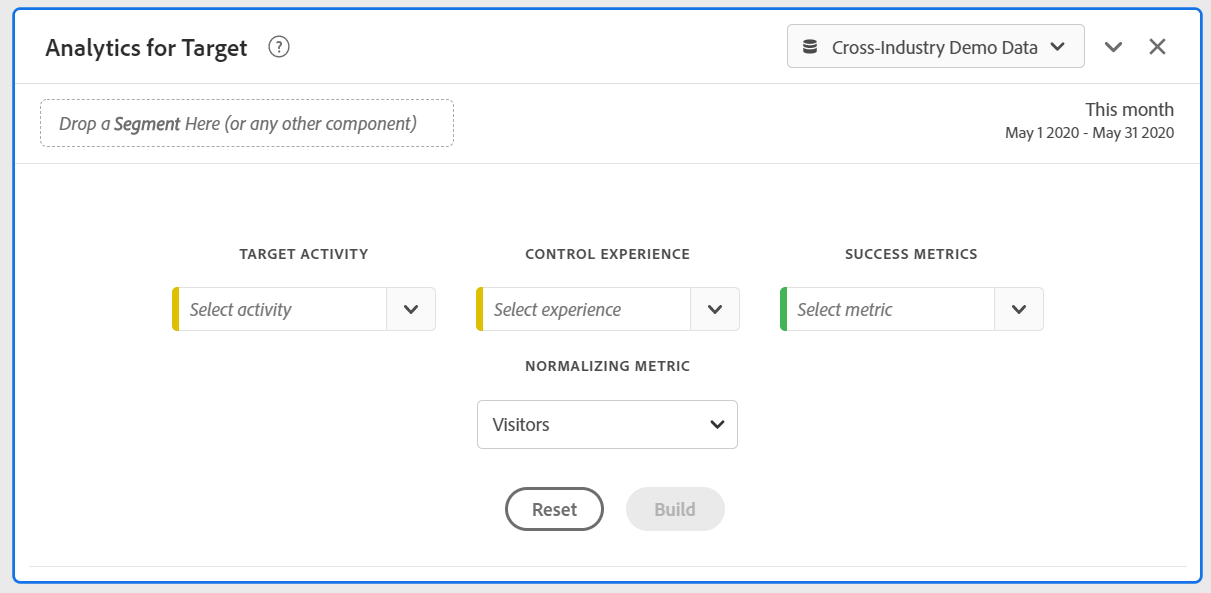 Analytics for Target ?
Cross-Industry Demo Data
Drop a Segment Here (or any other component)
This month
May 1 2020 - May 31 2020
TARGET ACTIVITY
CONTROL EXPERIENCE
SUCCESS METRICS
Select activity
Select experience
Select metric
NORMALIZING METRIC
Visitors
Reset
Build